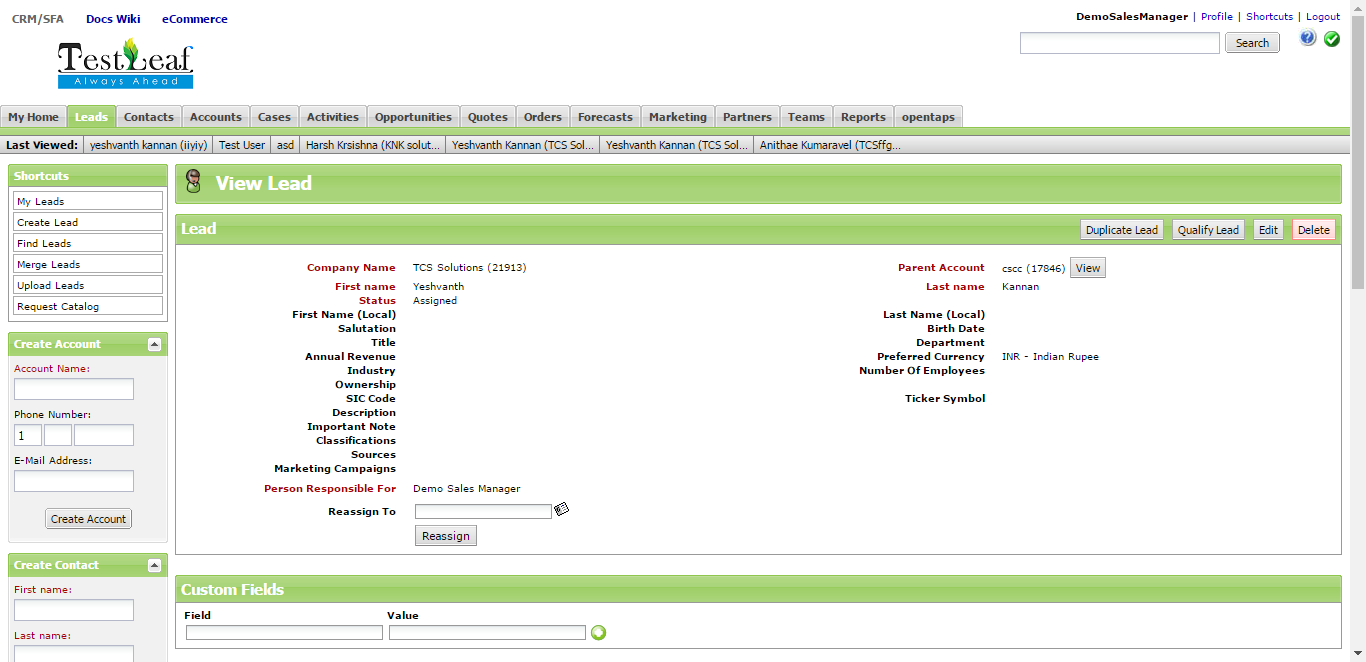 CRM/SFA Docs Wiki eCommerce
DemoSalesManager | Profile | Shortcuts | Logout
TestLeaf
Always Ahead
Search
My Home Leads Contacts Accounts Cases Activities Opportunities Quotes Orders Forecasts Marketing Partners Teams Reports opentaps
Last Viewed: yeshvanth kannan (iiyiy) Test User asd Harsh Krsishna (KNK solut... Yeshvanth Kannan (TCS Sol... Yeshvanth Kannan (TCS Sol... Anithae Kumaravel (TCSffg...
Shortcuts
My Leads
Create Lead
Find Leads
Merge Leads
Upload Leads
Request Catalog
Create Account
Account Name:
Phone Number:
1
E-Mail Address:
Create Account
Create Contact
First name:
Last name:
View Lead
Lead Duplicate Lead Qualify Lead Edit Delete
Company Name TCS Solutions (21913) Parent Account cscc (17846) View
First name Yeshvanth Last name Kannan
Status Assigned
First Name (Local) Last Name (Local)
Salutation Birth Date
Title Department
Annual Revenue Preferred Currency INR - Indian Rupee
Industry Number Of Employees
Ownership
SIC Code Ticker Symbol
Description
Important Note
Classifications
Sources
Marketing Campaigns
Person Responsible For Demo Sales Manager
Reassign To
Reassign
Custom Fields
Field Value